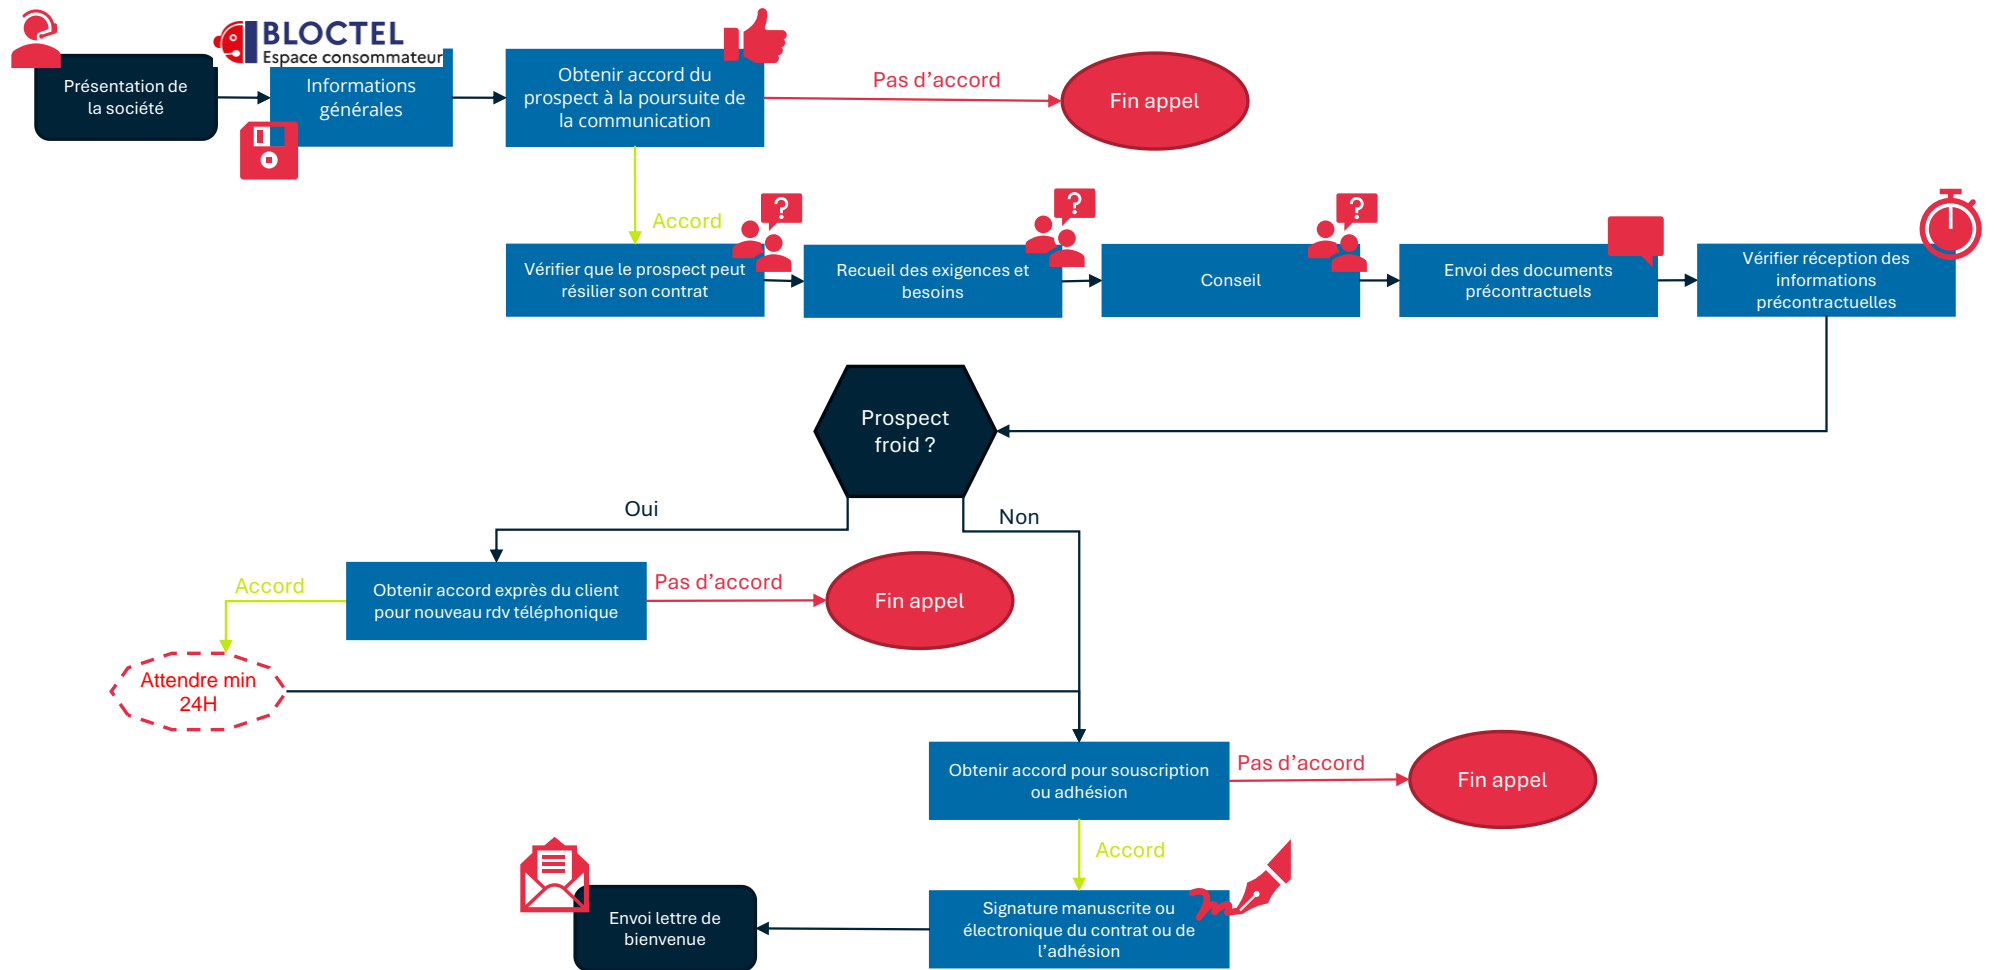 BLOCTEL
Espace consommateur
Présentation de
la société
Informations
générales
Obtenir accord du
prospect à la poursuite de
la communication
Pas d'accord
Fin appel
Accord
?
?
?
Vérifier que le prospect peut
résilier son contrat
Recueil des exigences et
besoins
Conseil
Envoi des documents
précontractuels
Vérifier réception des
informations
précontractuelles
Prospect
froid ?
Oui
Non
Accord
Obtenir accord exprès du client
pour nouveau rdv téléphonique
Pas d'accord
Fin appel
Attendre min
24H
Obtenir accord pour souscription
ou adhésion
Pas d'accord
Fin appel
Accord
Signature manuscrite ou
électronique du contrat ou de
l'adhésion
Envoi lettre de
bienvenue